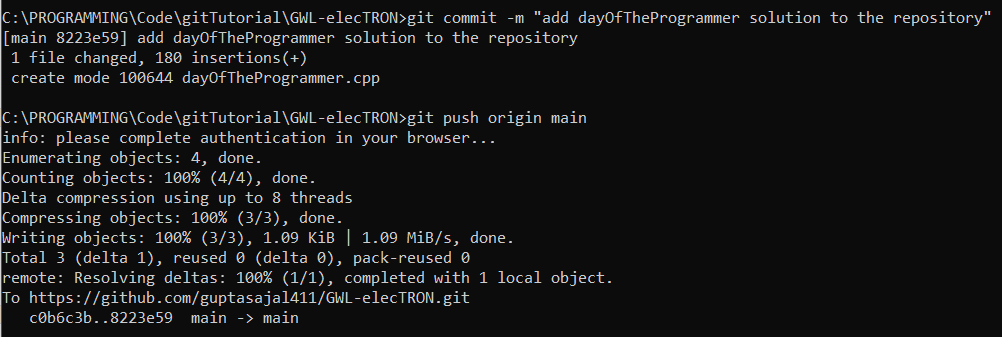 C:\PROGRAMMING\Code\gitTutorial\GWL-elecTRON>git commit -m "add dayOfTheProgrammer solution to the repository"
[main 8223e59] add dayOfTheProgrammer solution to the repository
 1 file changed, 180 insertions(+)
 create mode 100644 dayOfTheProgrammer.cpp
C:\PROGRAMMING\Code\gitTutorial\GWL-elecTRON>git push origin main
info: please complete authentication in your browser...
Enumerating objects: 4, done.
Counting objects: 100% (4/4), done.
Delta compression using up to 8 threads
Compressing objects: 100% (3/3), done.
Writing objects: 100% (3/3), 1.09 KiB | 1.09 MiB/s, done.
Total 3 (delta 1), reused 0 (delta 0), pack-reused 0
remote: Resolving deltas: 100% (1/1), completed with 1 local object.
To https://github.com/guptasajal411/GWL-elecTRON.git
   c0b6c3b..8223e59  main -> main